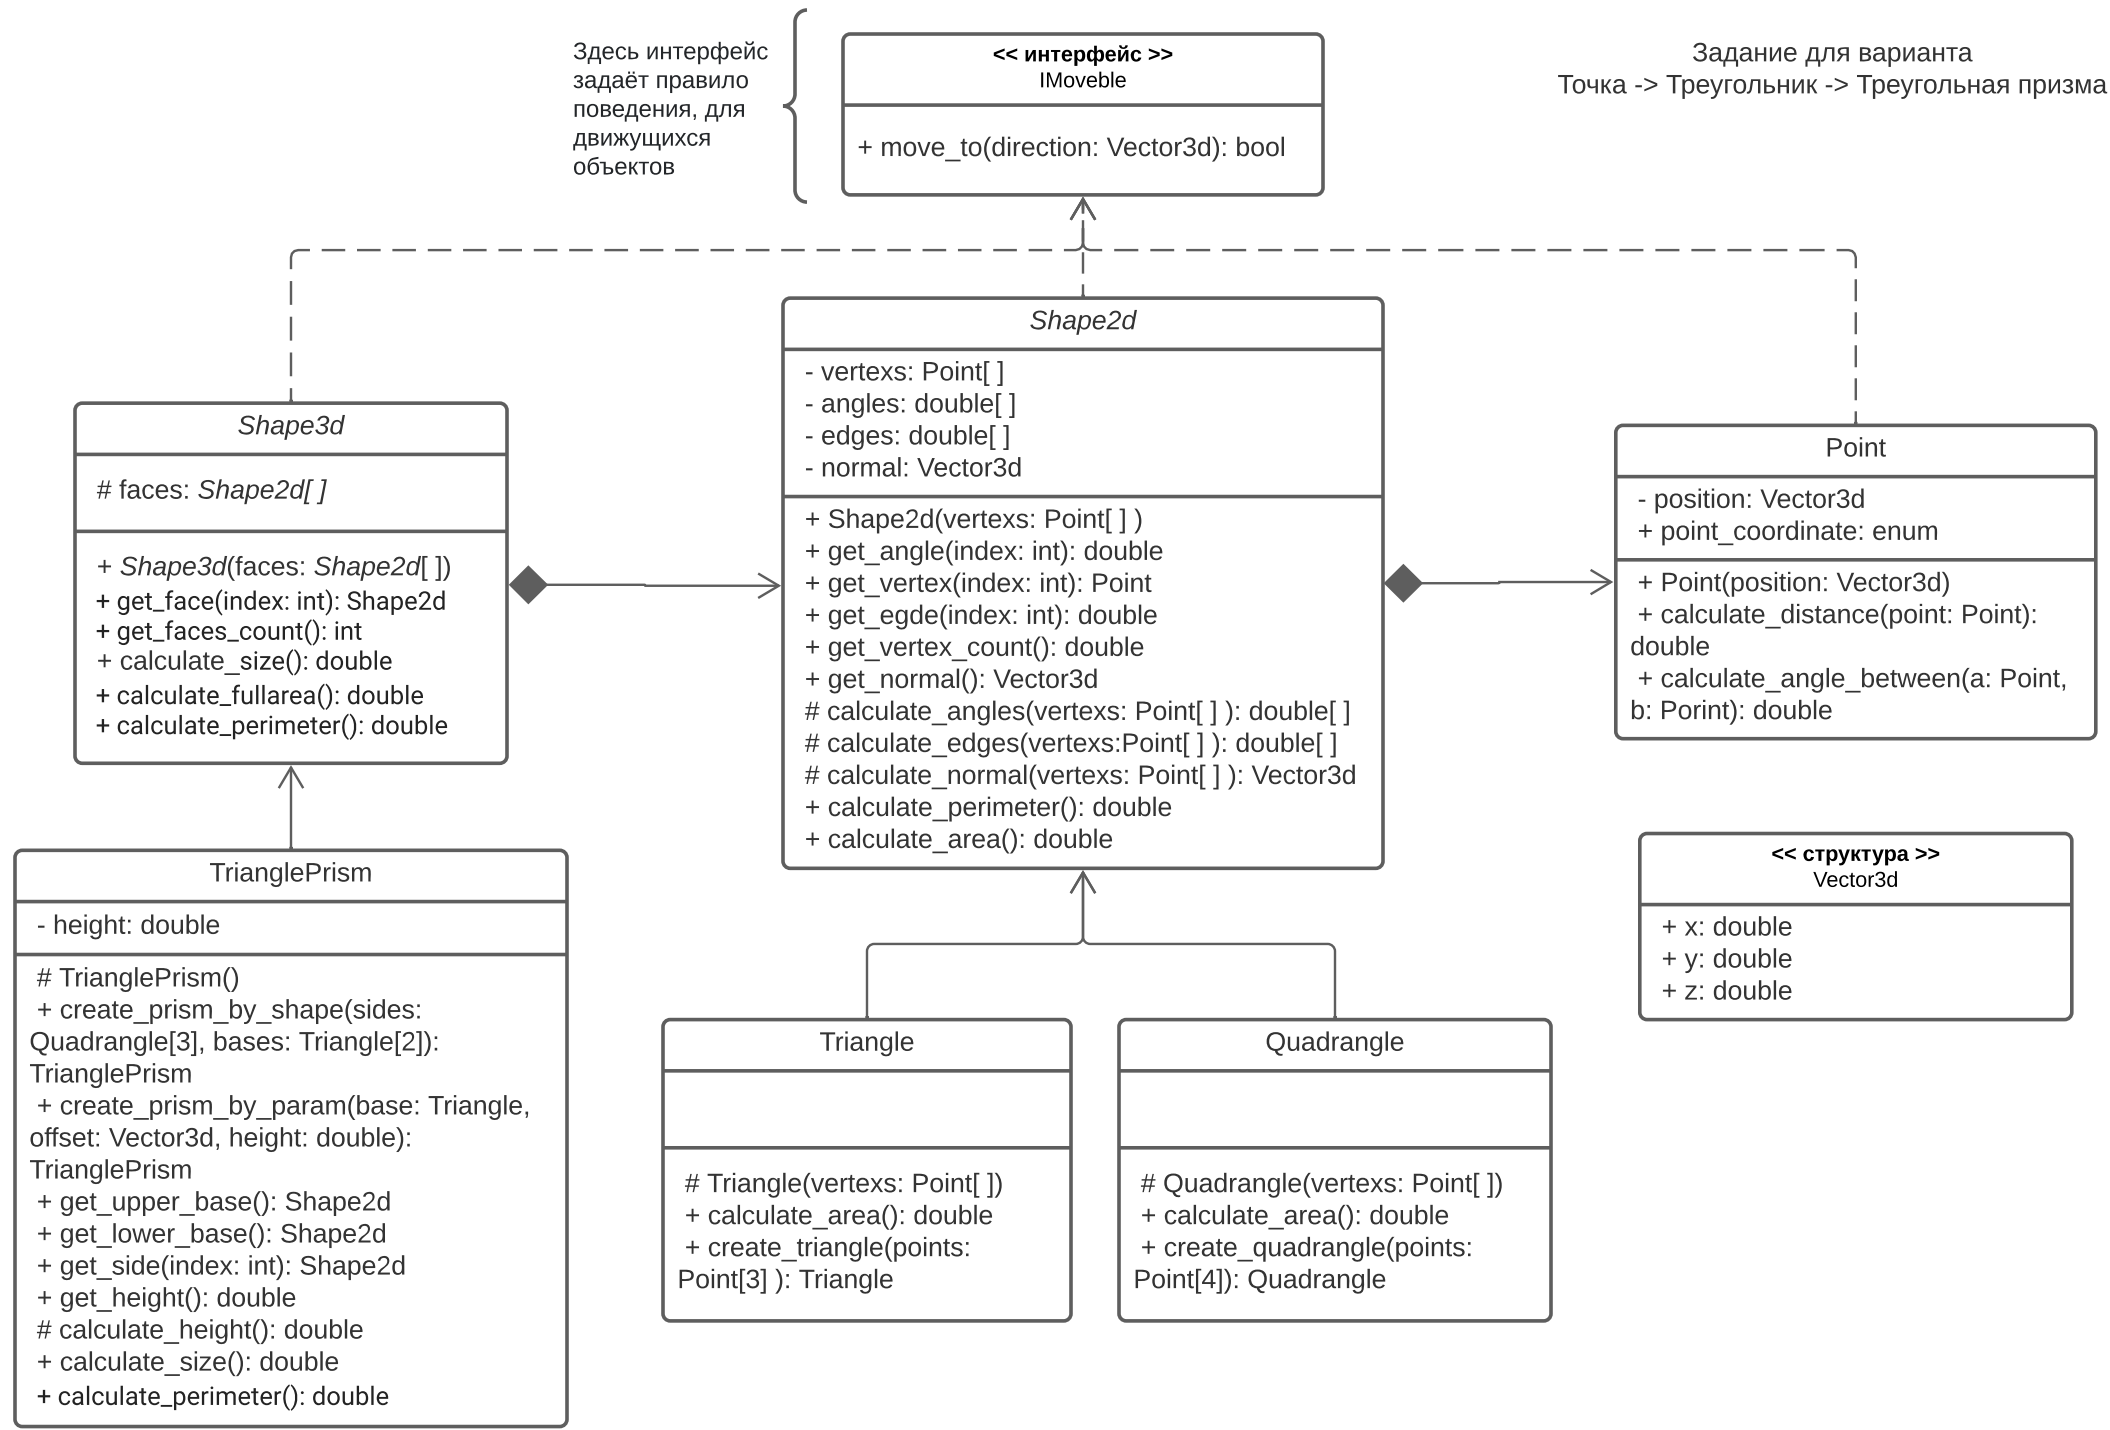 Здесь интерфейс
задаёт правило
поведения, для
движущихся
объектов
<< интерфейс >>
IMoveble
+ move_to(direction: Vector3d): bool
Задание для варианта
Точка -> Треугольник -> Треугольная призма
Shape3d
# faces: Shape2d[ ]
+ Shape3d(faces: Shape2d[ ])
+ get_face(index: int): Shape2d
+ get_faces_count(): int
+ calculate_size(): double
+ calculate_fullarea(): double
+ calculate_perimeter(): double
Shape2d
- vertexs: Point[ ]
- angles: double[ ]
- edges: double[ ]
- normal: Vector3d
+ Shape2d(vertexs: Point[ ] )
+ get_angle(index: int): double
+ get_vertex(index: int): Point
+ get_egde(index: int): double
+ get_vertex_count(): double
+ get_normal(): Vector3d
# calculate_angles(vertexs: Point[ ] ): double[ ]
# calculate_edges(vertexs:Point[ ] ): double[ ]
# calculate_normal(vertexs: Point[ ] ): Vector3d
+ calculate_perimeter(): double
+ calculate_area(): double
Point
- position: Vector3d
+ point_coordinate: enum
+ Point(position: Vector3d)
+ calculate_distance(point: Point):
double
+ calculate_angle_between(a: Point,
b: Porint): double
TrianglePrism
- height: double
# TrianglePrism()
+ create_prism_by_shape(sides:
Quadrangle[3], bases: Triangle[2]):
TrianglePrism
+ create_prism_by_param(base: Triangle,
offset: Vector3d, height: double):
TrianglePrism
+ get_upper_base(): Shape2d
+ get_lower_base(): Shape2d
+ get_side(index: int): Shape2d
+ get_height(): double
# calculate_height(): double
+ calculate_size(): double
+ calculate_perimeter(): double
Triangle
# Triangle(vertexs: Point[ ])
+ calculate_area(): double
+ create_triangle(points:
Point[3] ): Triangle
Quadrangle
# Quadrangle(vertexs: Point[ ])
+ calculate_area(): double
+ create_quadrangle(points:
Point[4]): Quadrangle
<< структура >>
Vector3d
+ x: double
+ y: double
+ z: double